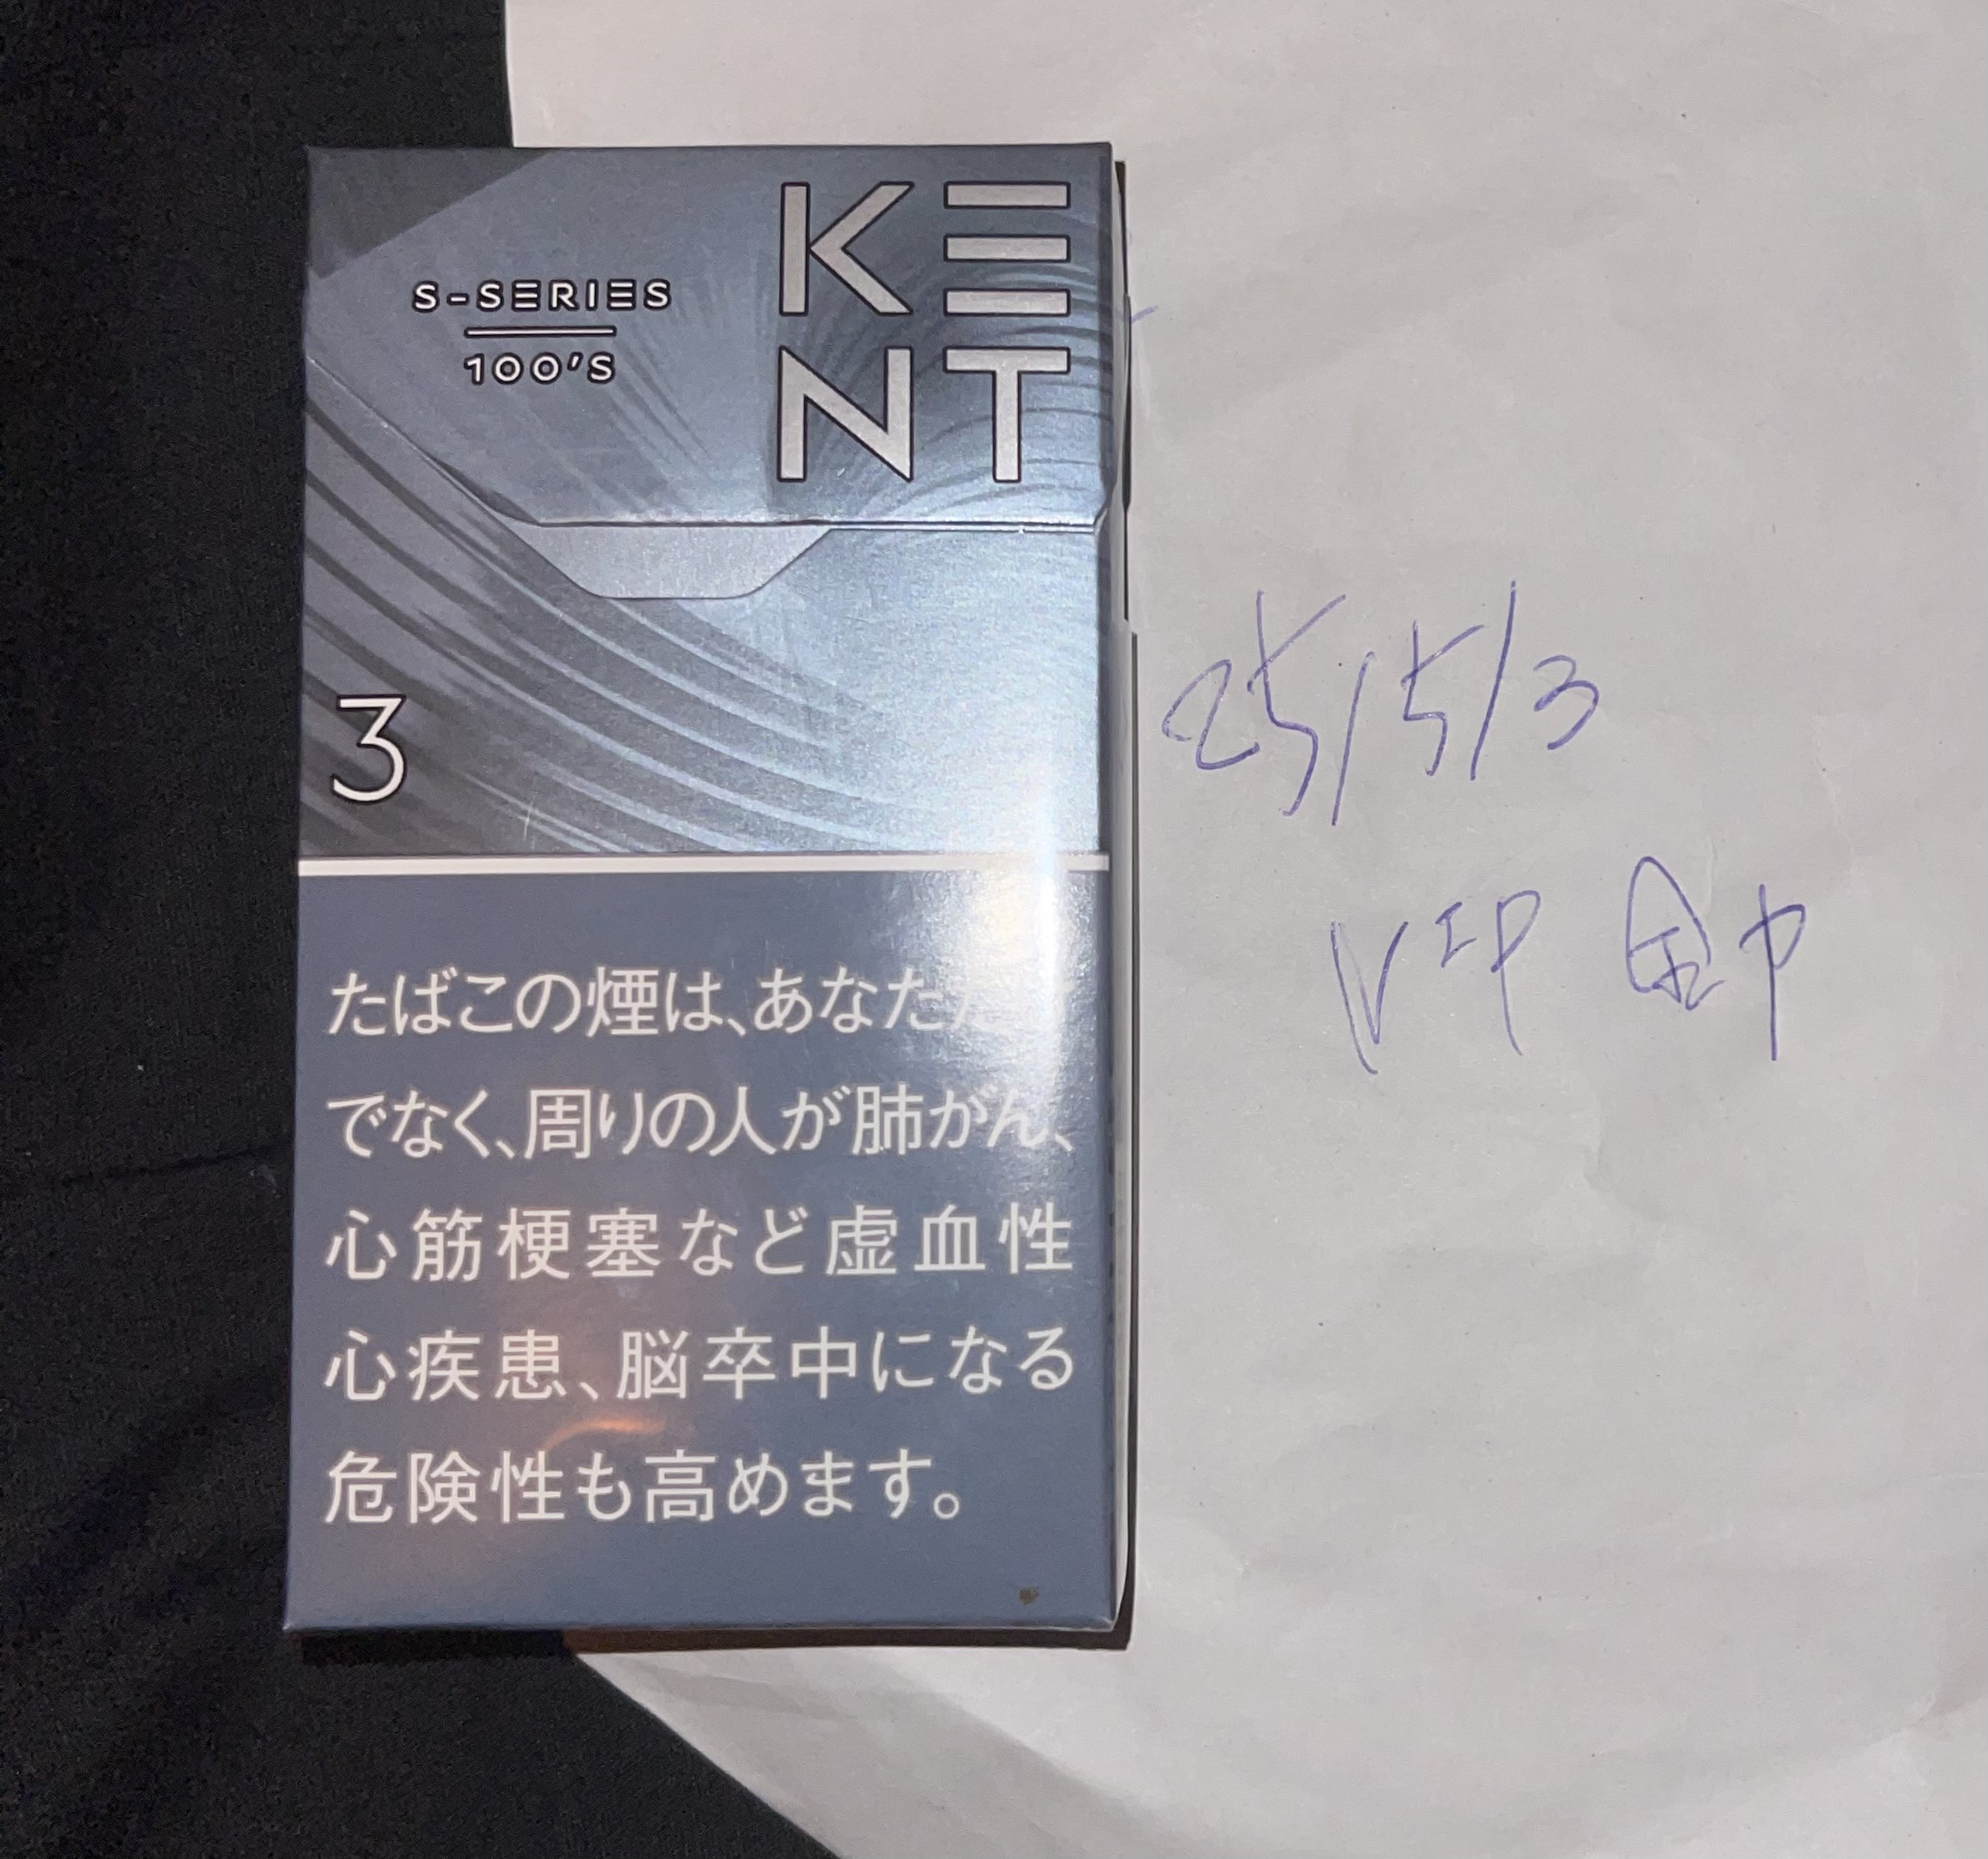 KE
NT
S-SERIES
100'S
3
たばこの煙は、あなた
でなく、周りの人が肺がん、
心筋梗塞など虚血性
心疾患、脳卒中になる
危険性も高めます。
25/5/3
VIP